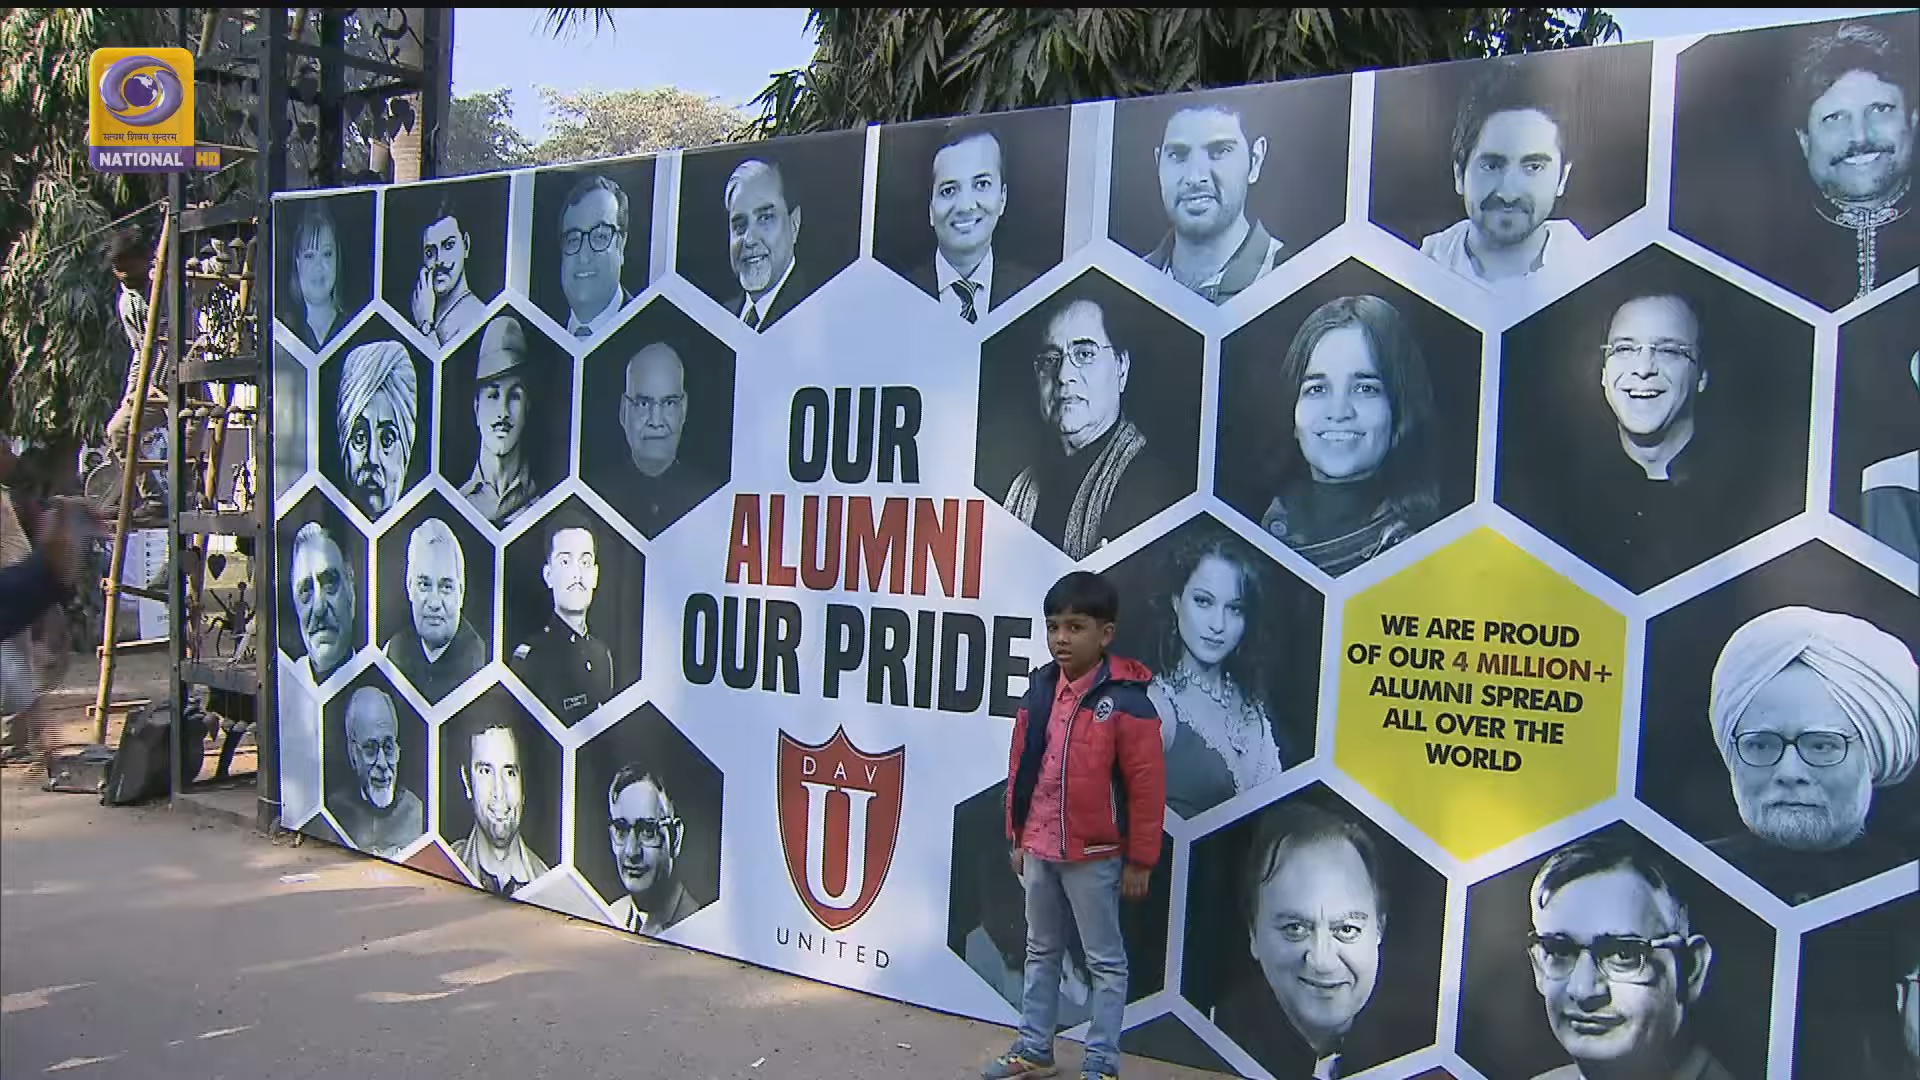 सत्यम् शिवम् सुन्दरम्
NATIONAL HD
OUR
ALUMNI
OUR PRIDE
DAV
U
UNITED
WE ARE PROUD
OF OUR 4 MILLION+
ALUMNI SPREAD
ALL OVER THE
WORLD